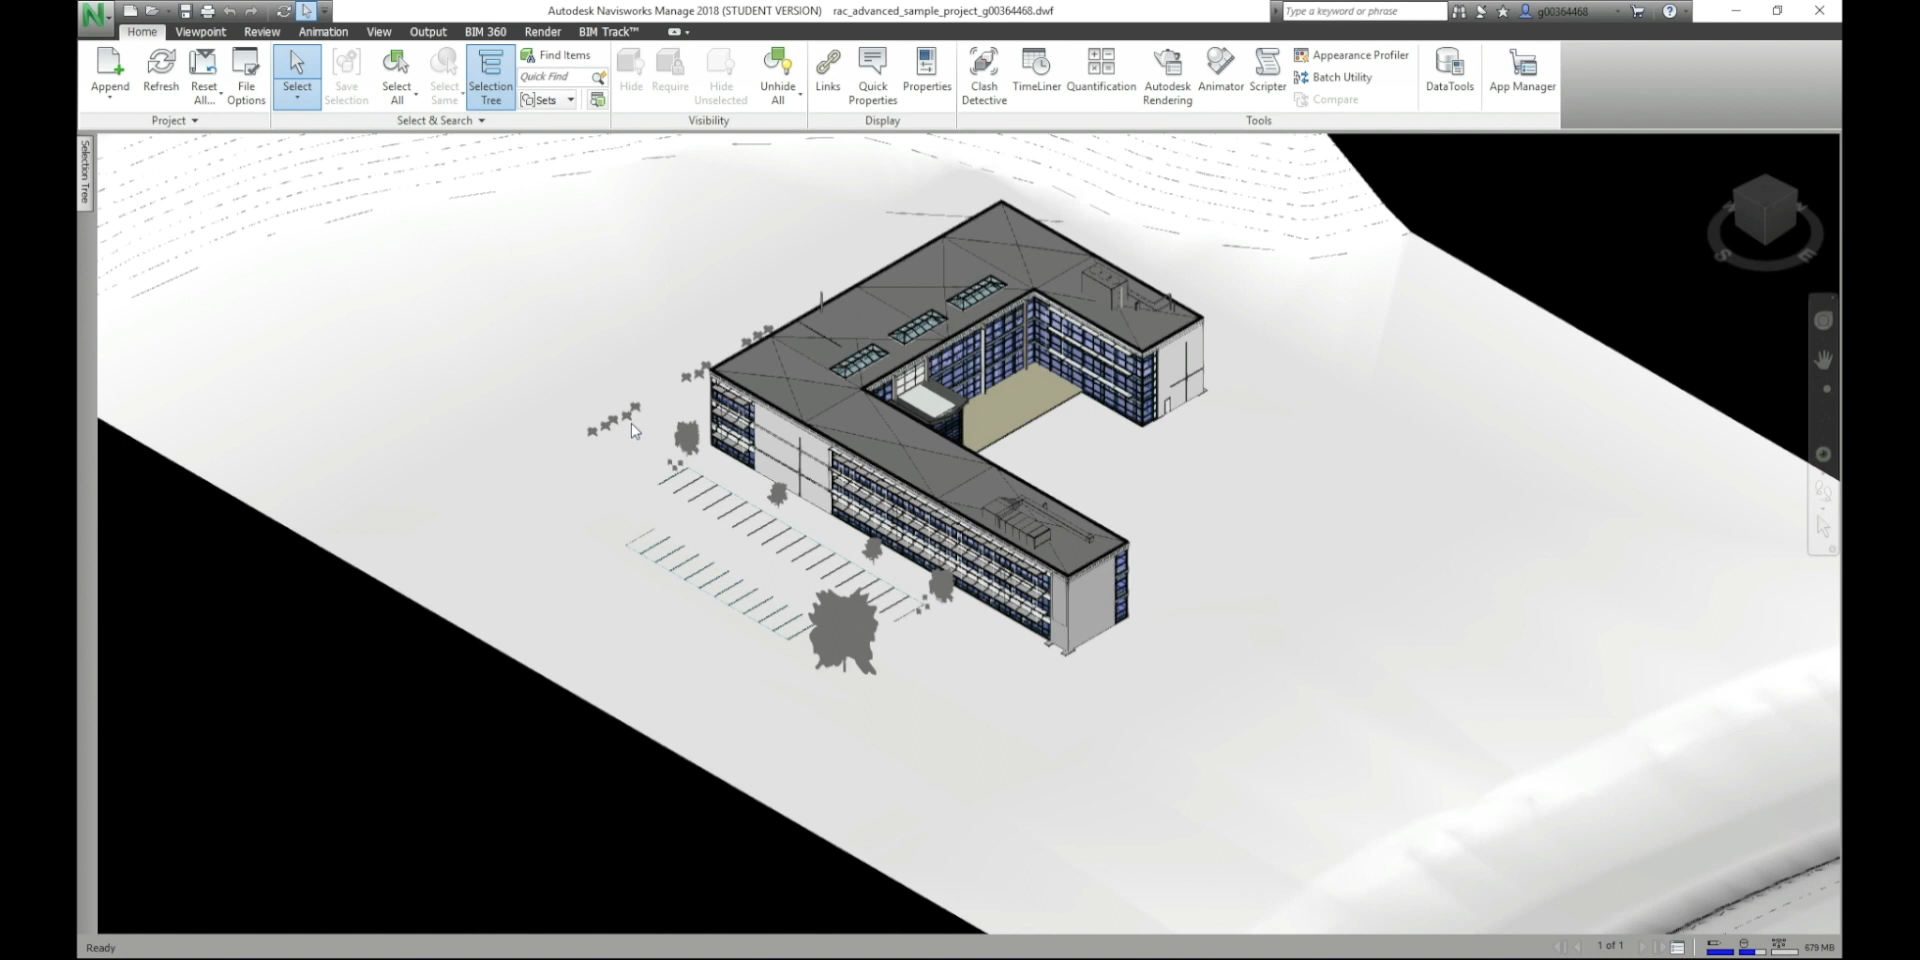 Autodesk Navisworks Manage 2018 (STUDENT VERSION) rac_advanced_sample_project_g00364468.dwf
Type a keyword or phrase
g00364468
Home Viewpoint Review Animation View Output BIM 360 Render BIM Track™
Append
Refresh
Reset All...
File Options
Project
Select
Save Selection
Select All
Select Same
Selection Tree
Find Items
Quick Find
Sets
Select & Search
Hide
Require
Hide Unselected
Unhide All
Visibility
Links
Quick Properties
Properties
Display
Clash Detective
TimeLiner
Quantification
Autodesk Rendering
Animator
Scripter
Appearance Profiler
Batch Utility
Compare
Tools
DataTools
App Manager
Selection Tree
S
E
Ready
1 of 1
679 MB